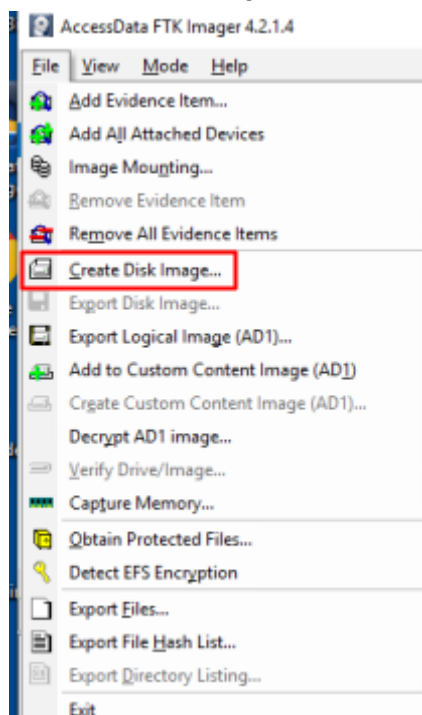 AccessData FTK Imager 4.2.1.4
File View Mode Help
Add Evidence Item...
Add All Attached Devices
Image Mounting...
Remove Evidence Item
Remove All Evidence Items
Create Disk Image...
Export Disk Image...
Export Logical Image (AD1)...
Add to Custom Content Image (AD1)
Create Custom Content Image (AD1)...
Decrypt AD1 image...
Verify Drive/Image...
Capture Memory...
Obtain Protected Files...
Detect EFS Encryption
Export Files...
Export File Hash List...
Export Directory Listing...
Exit